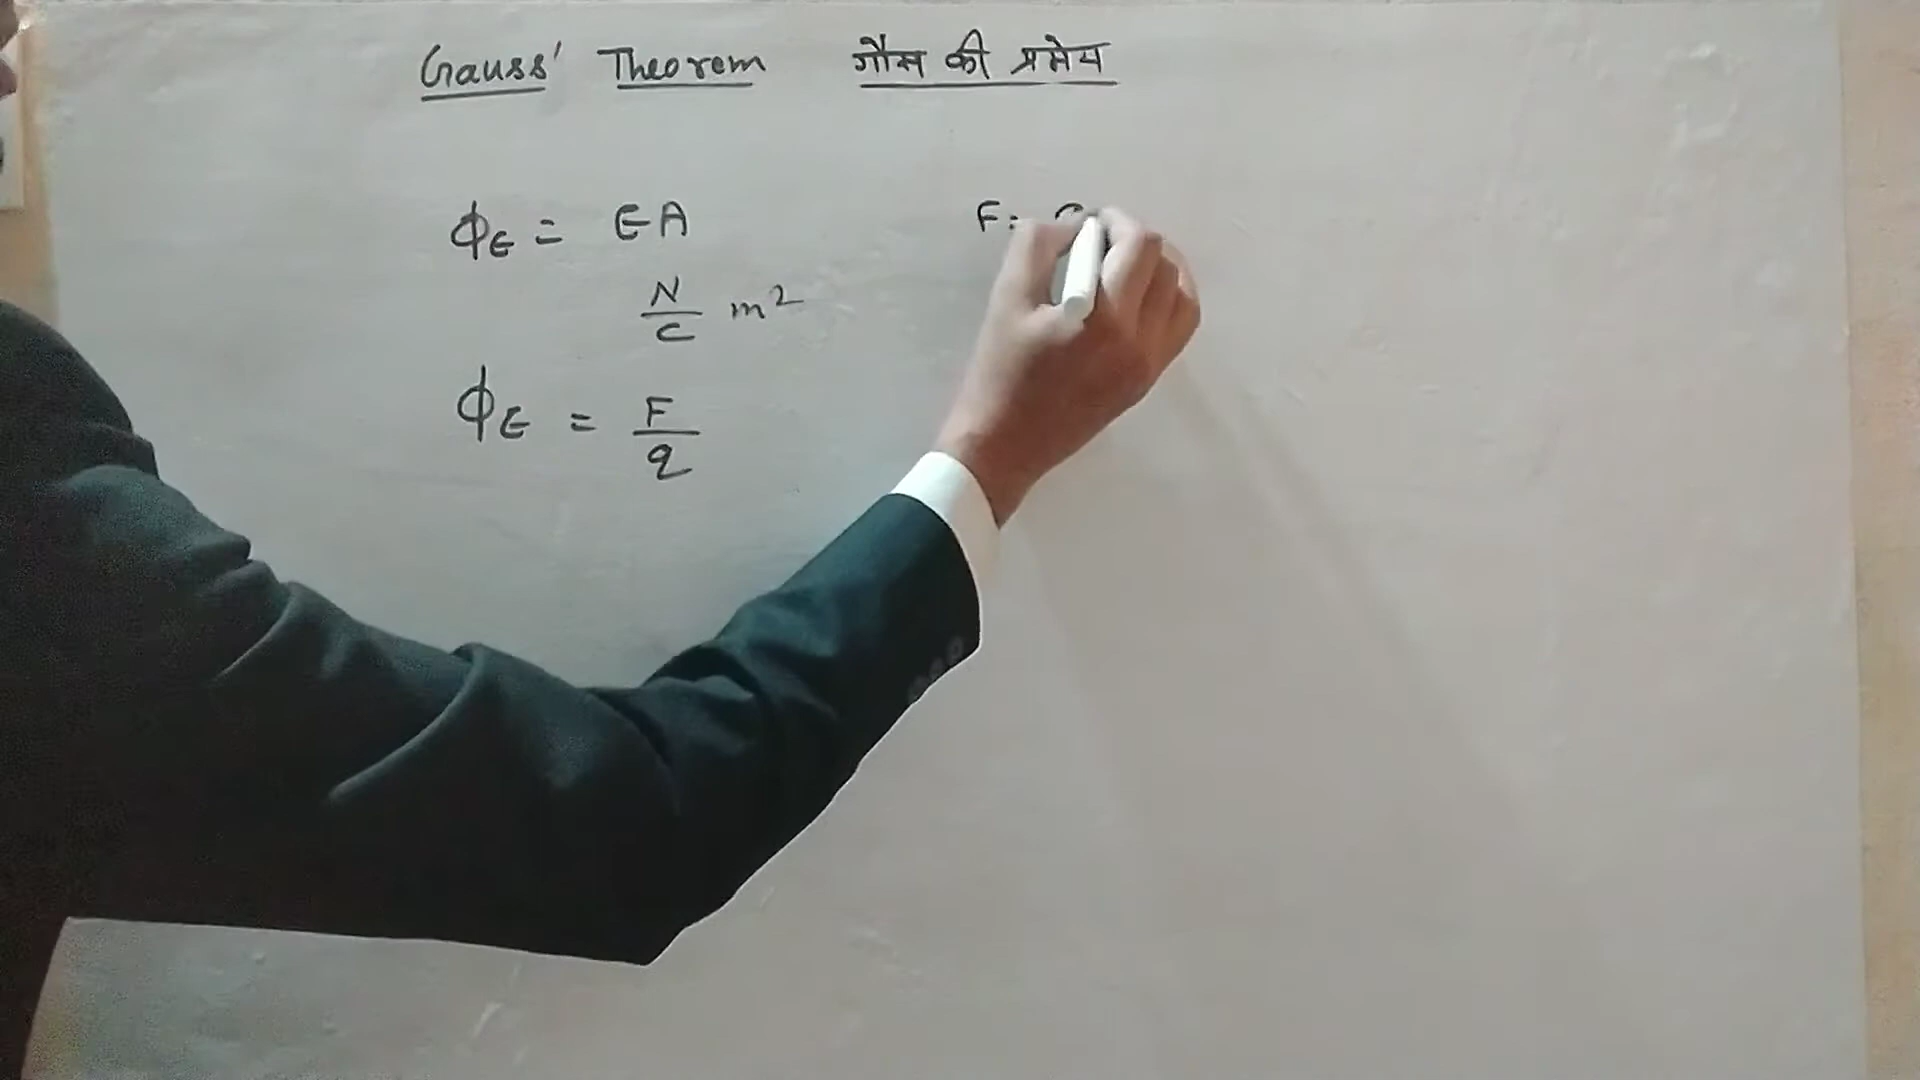 Gauss' Theorem गौस की प्रमेय
ϕE = EA F=
N/C m²
ϕE = F/q